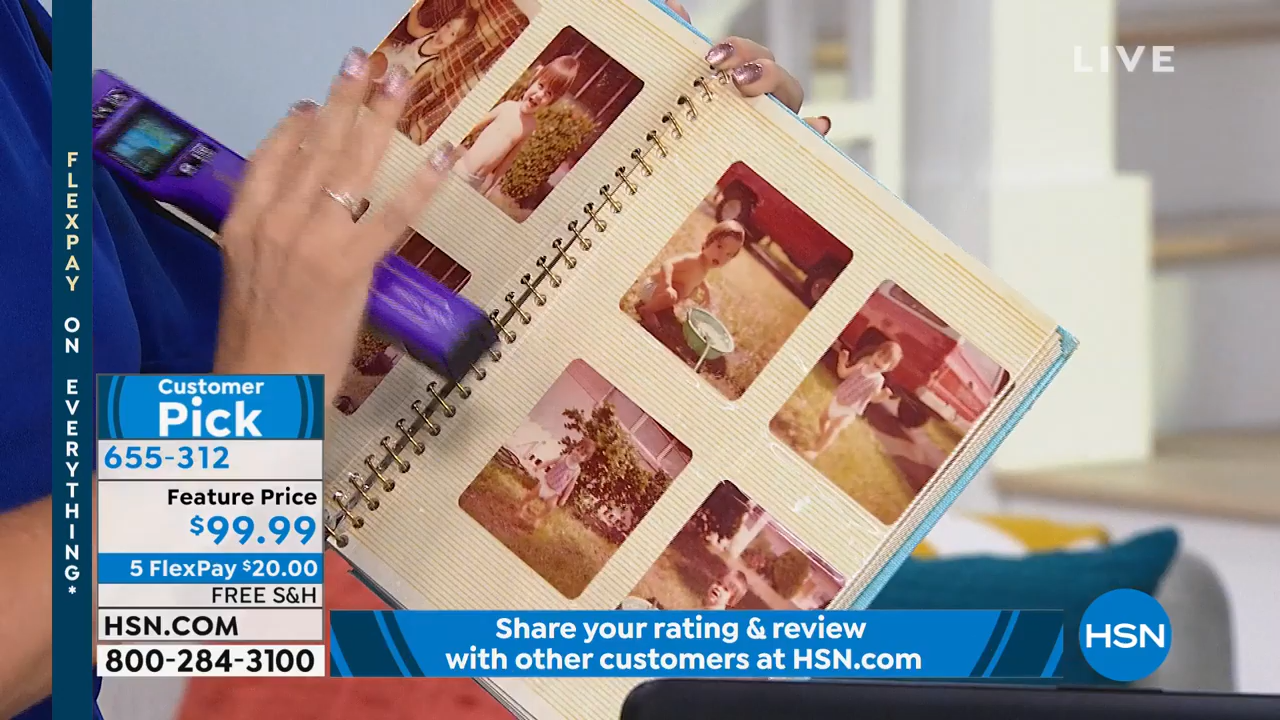 LIVE
FLEXPAY ON EVERYTHING*
Customer
Pick
655-312
Feature Price
$99.99
5 FlexPay $20.00
FREE S&H
HSN.COM
800-284-3100
Share your rating & review
with other customers at HSN.com
HSN